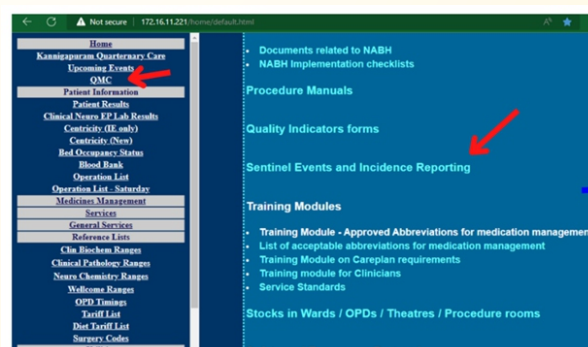 Not secure | 172.16.11.221/home/default.html
Home
Kannigapuram Quarternary Care
Upcoming Events
QMC
Patient Information
Patient Results
Clinical Neuro EP Lab Results
Centricity (IE only)
Centricity (New)
Bed Occupancy Status
Blood Bank
Operation List
Operation List - Saturday
Medicines Management
Services
General Services
Reference Lists
Clin Biochem Ranges
Clinical Pathology Ranges
Neuro Chemistry Ranges
Wellcome Ranges
OPD Timings
Tariff List
Diet Tariff List
Surgery Codes
Documents related to NABH
NABH Implementation checklists
Procedure Manuals
Quality Indicators forms
Sentinel Events and Incidence Reporting
Training Modules
Training Module - Approved Abbreviations for medication managemen
List of acceptable abbreviations for medication management
Training Module on Careplan requirements
Training module for Clinicians
Service Standards
Stocks in Wards / OPDs / Theatres / Procedure rooms